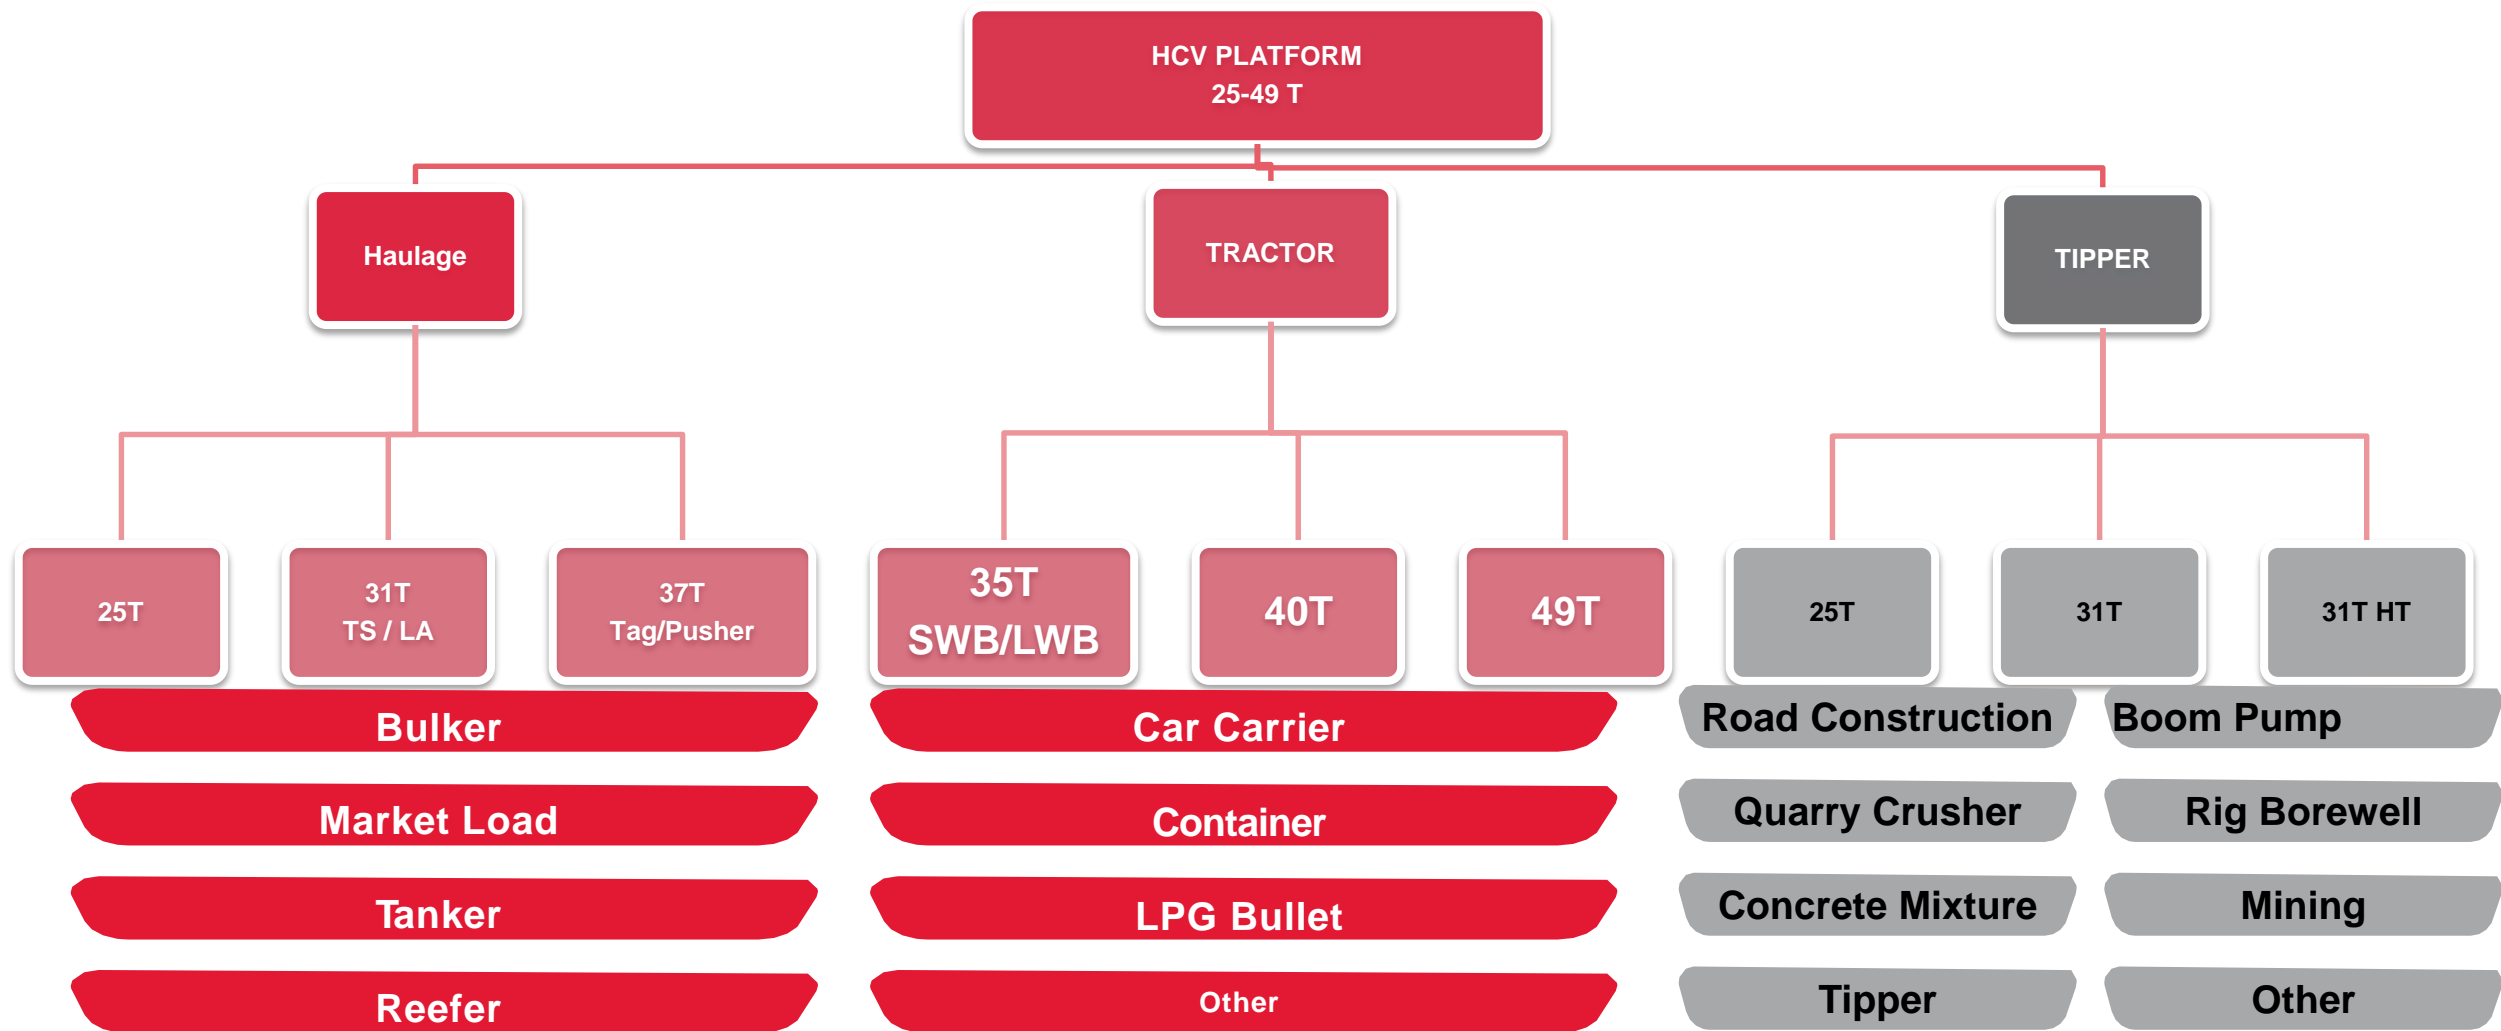 HCV PLATFORM
25-49 T
Haulage
TRACTOR
TIPPER
25T
31T
TS / LA
37T
Tag/Pusher
35T
SWB/LWB
40T
49T
25T
31T
31T HT
Bulker
Car Carrier
Road Construction
Boom Pump
Market Load
Container
Quarry Crusher
Rig Borewell
Tanker
LPG Bullet
Concrete Mixture
Mining
Reefer
Other
Tipper
Other